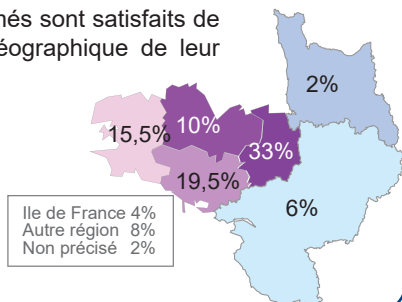 més sont satisfaits de
éographique de leur
2%
15,5%
10%
33%
19,5%
6%
Ile de France 4%
Autre région 8%
Non précisé 2%